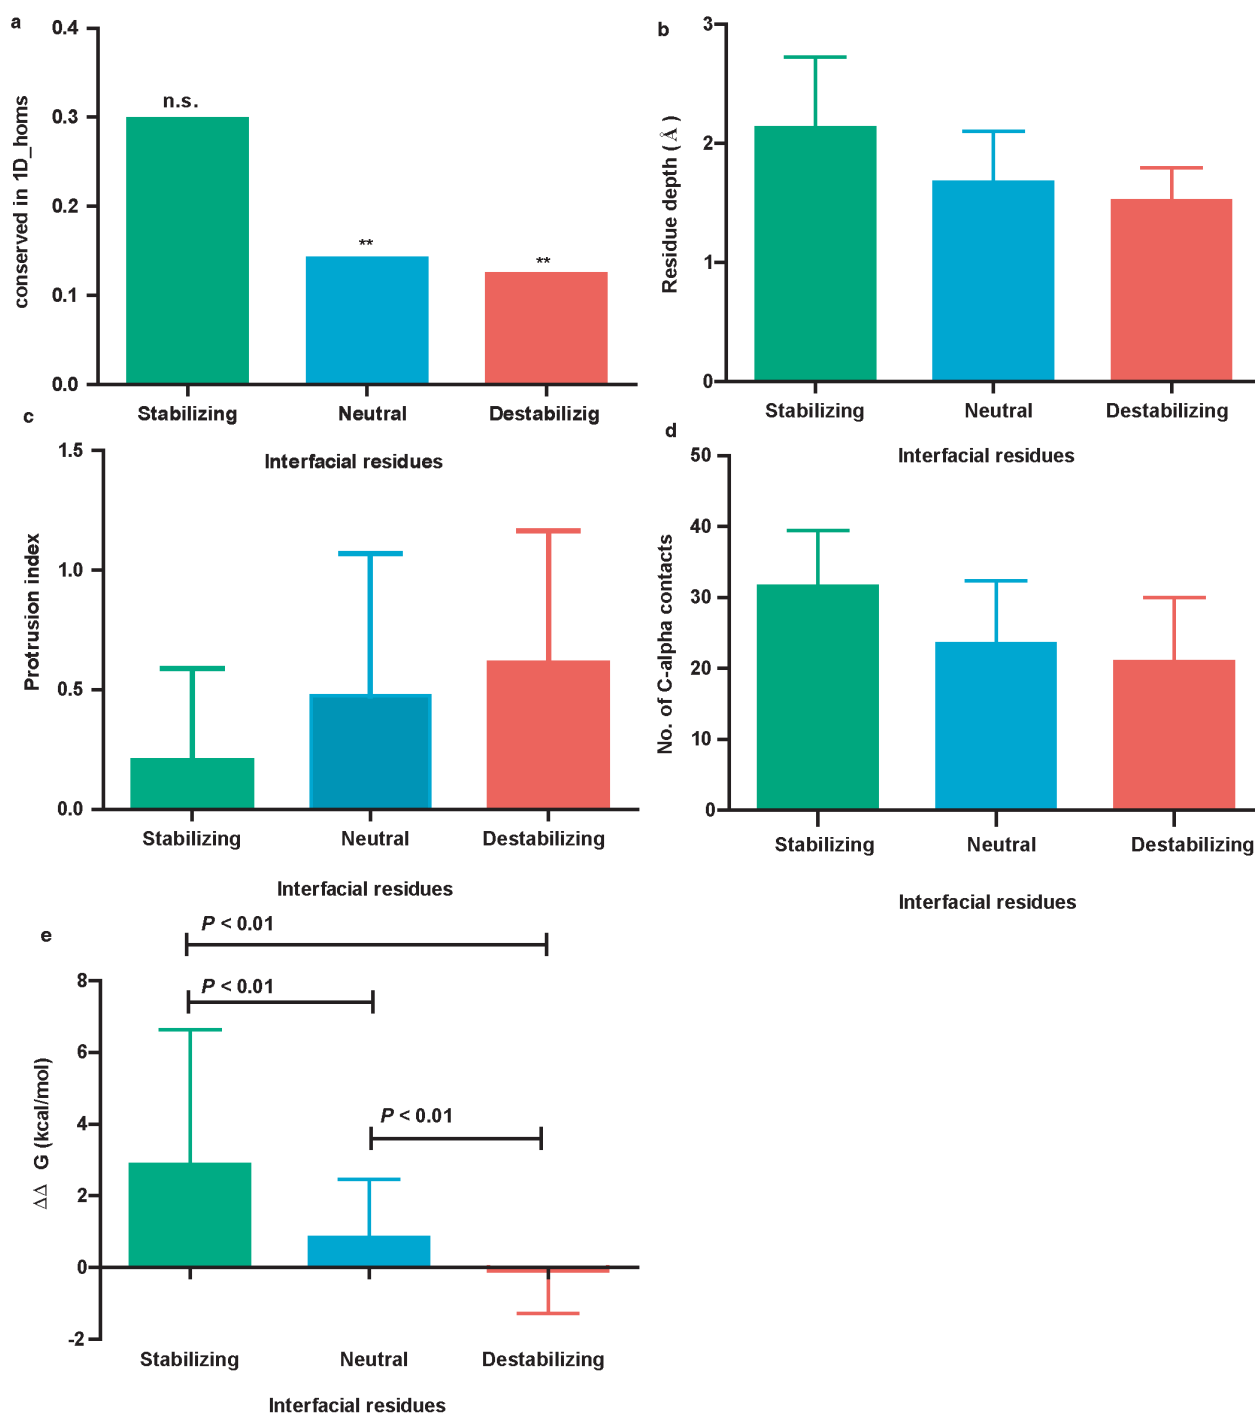 a
0.4
0.3
0.2
0.1
0.0
conserved in 1D_homs
n.s.
**
**
Stabilizing Neutral Destabilizig
Interfacial residues
b
3
2
1
0
Residue depth (Å)
Stabilizing Neutral Destabilizing
Interfacial residues
c
1.5
1.0
0.5
0.0
Protrusion index
Stabilizing Neutral Destabilizing
Interfacial residues
d
50
40
30
20
10
0
No. of C-alpha contacts
Stabilizing Neutral Destabilizing
Interfacial residues
e
P < 0.01
P < 0.01
P < 0.01
8
6
4
2
0
-2
ΔΔ G (kcal/mol)
Stabilizing Neutral Destabilizing
Interfacial residues